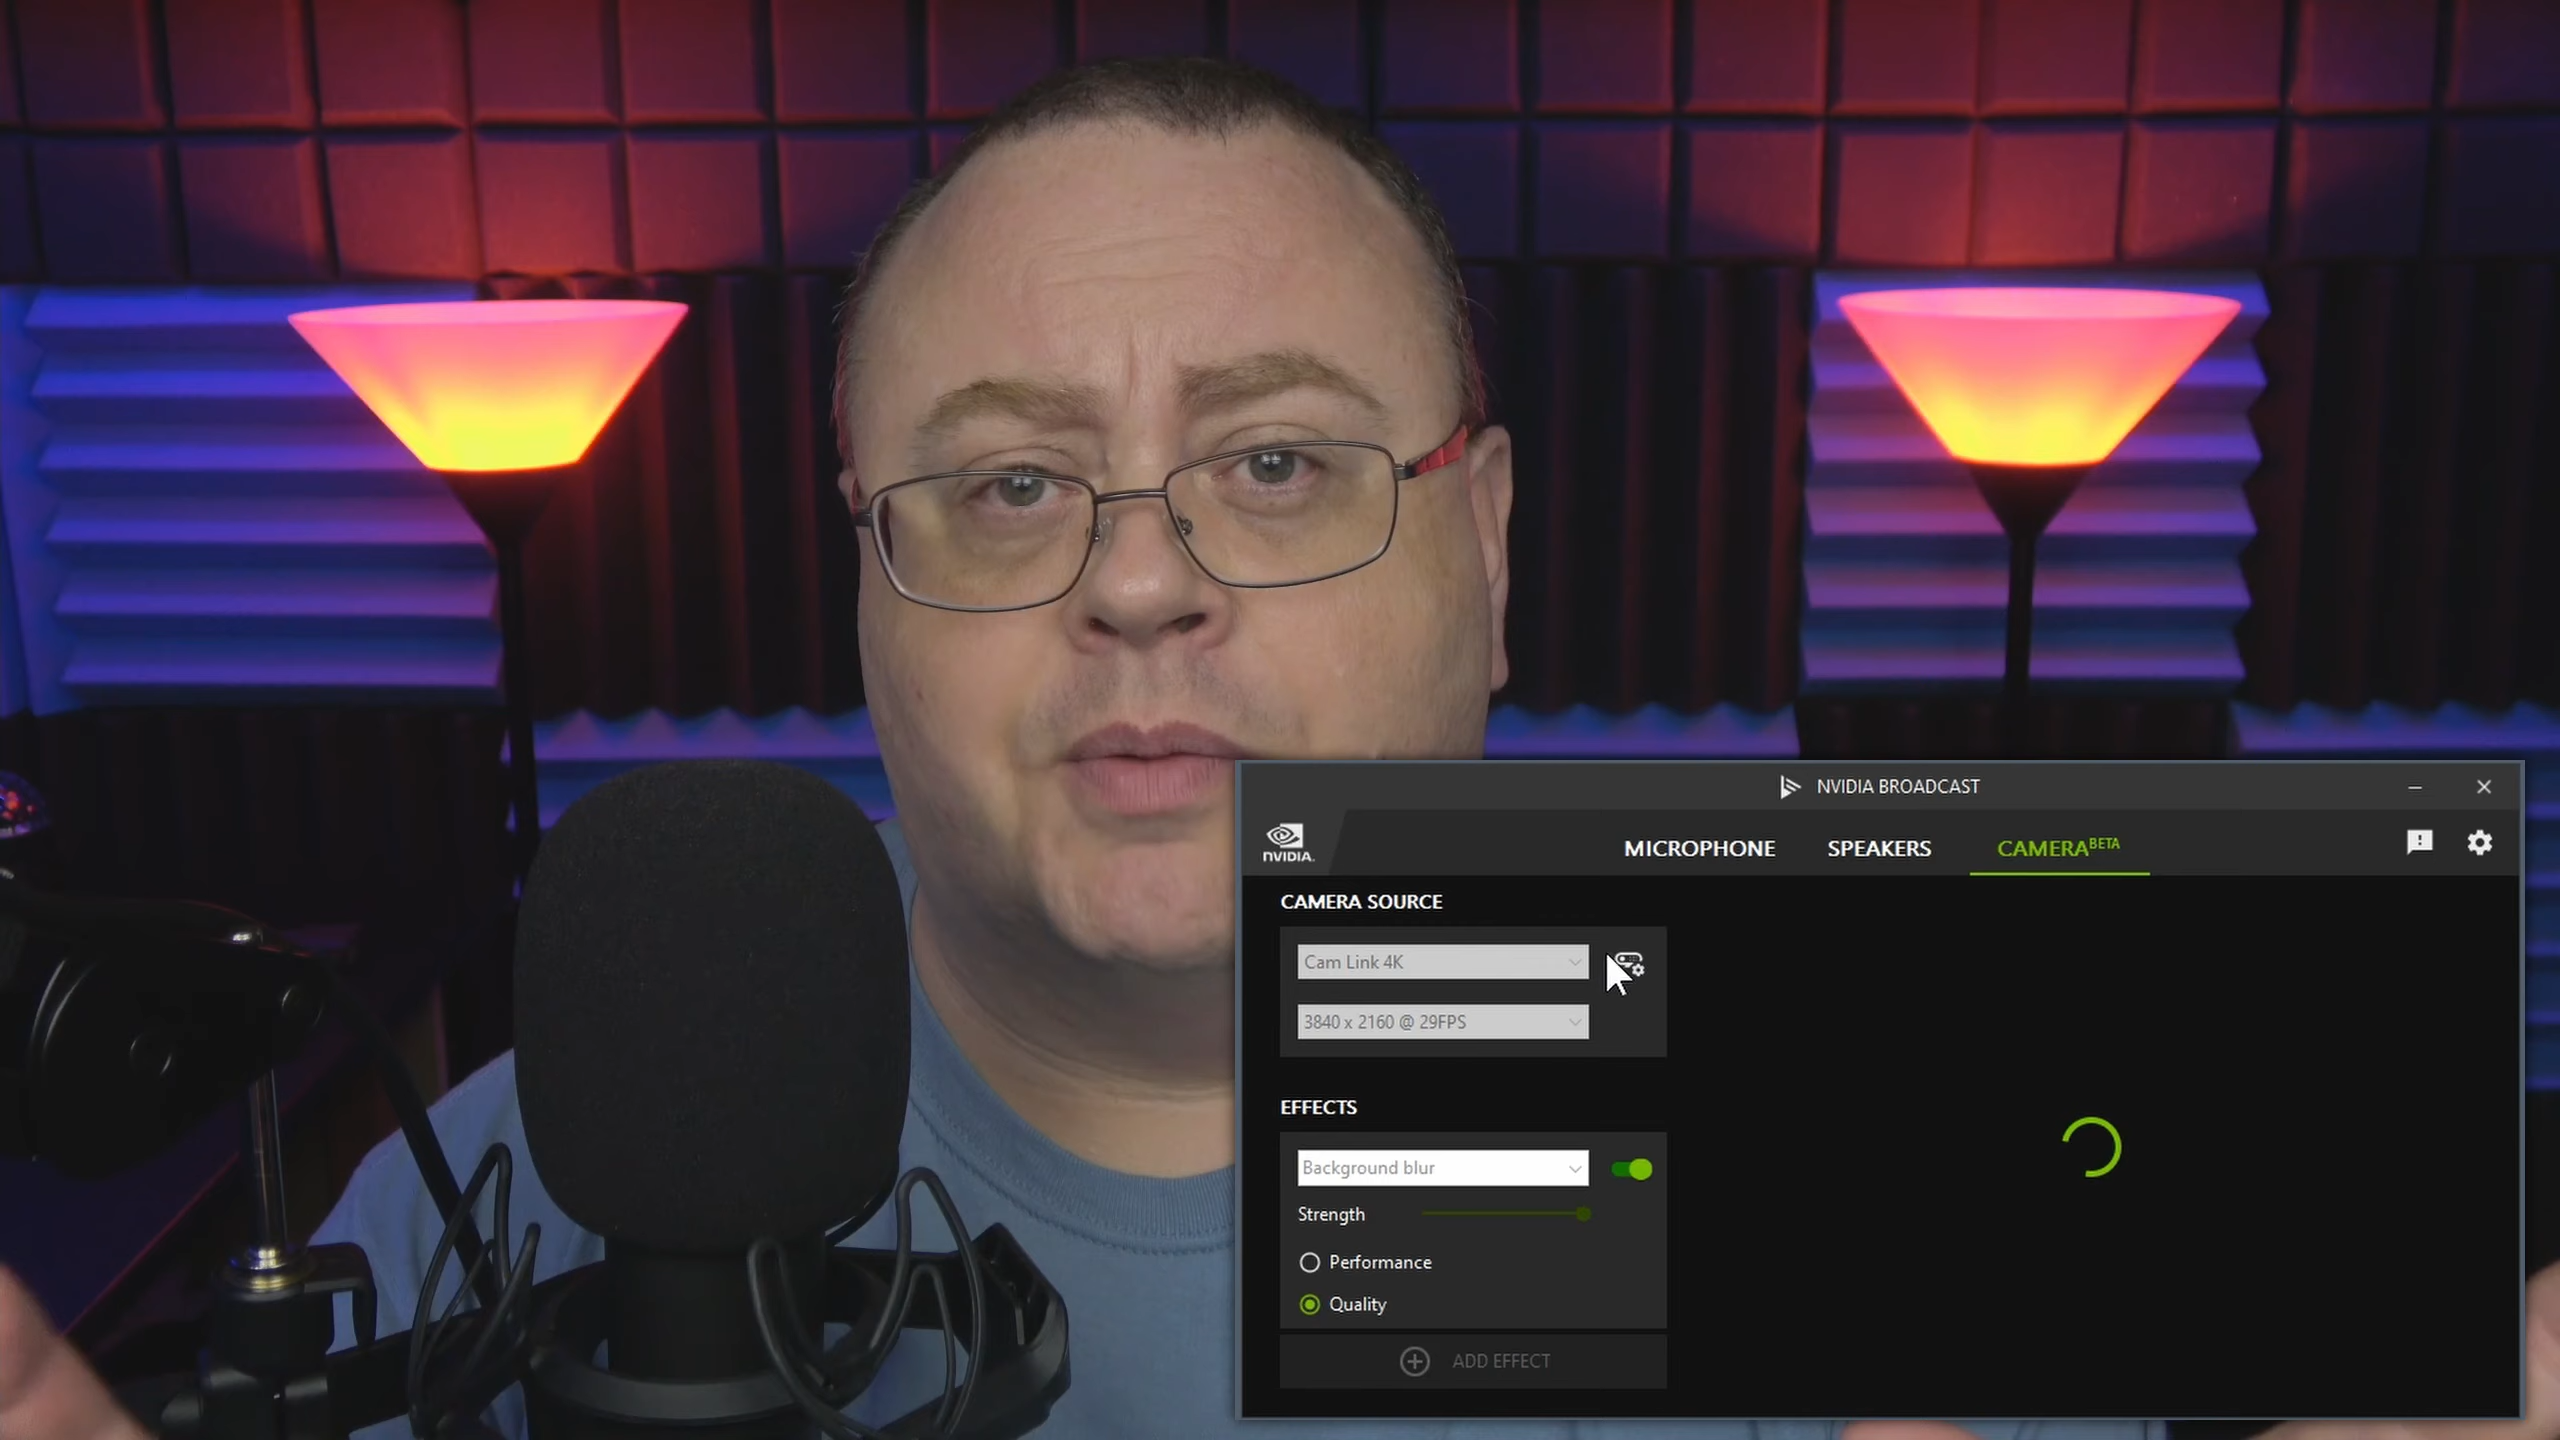 NVIDIA BROADCAST
NVIDIA.
MICROPHONE
SPEAKERS
CAMERA BETA
CAMERA SOURCE
Cam Link 4K
3840 x 2160 @ 29FPS
EFFECTS
Background blur
Strength
Performance
Quality
ADD EFFECT